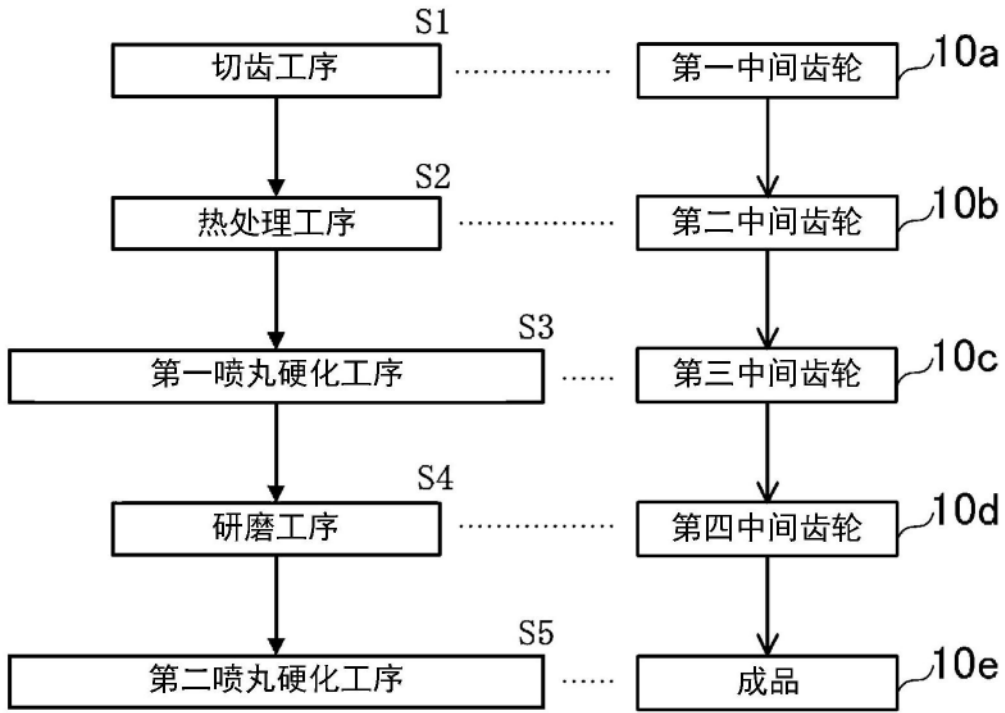 S1
切齿工序
第一中间齿轮
10a
S2
热处理工序
第二中间齿轮
10b
S3
第一喷丸硬化工序
第三中间齿轮
10c
S4
研磨工序
第四中间齿轮
10d
S5
第二喷丸硬化工序
成品
10e